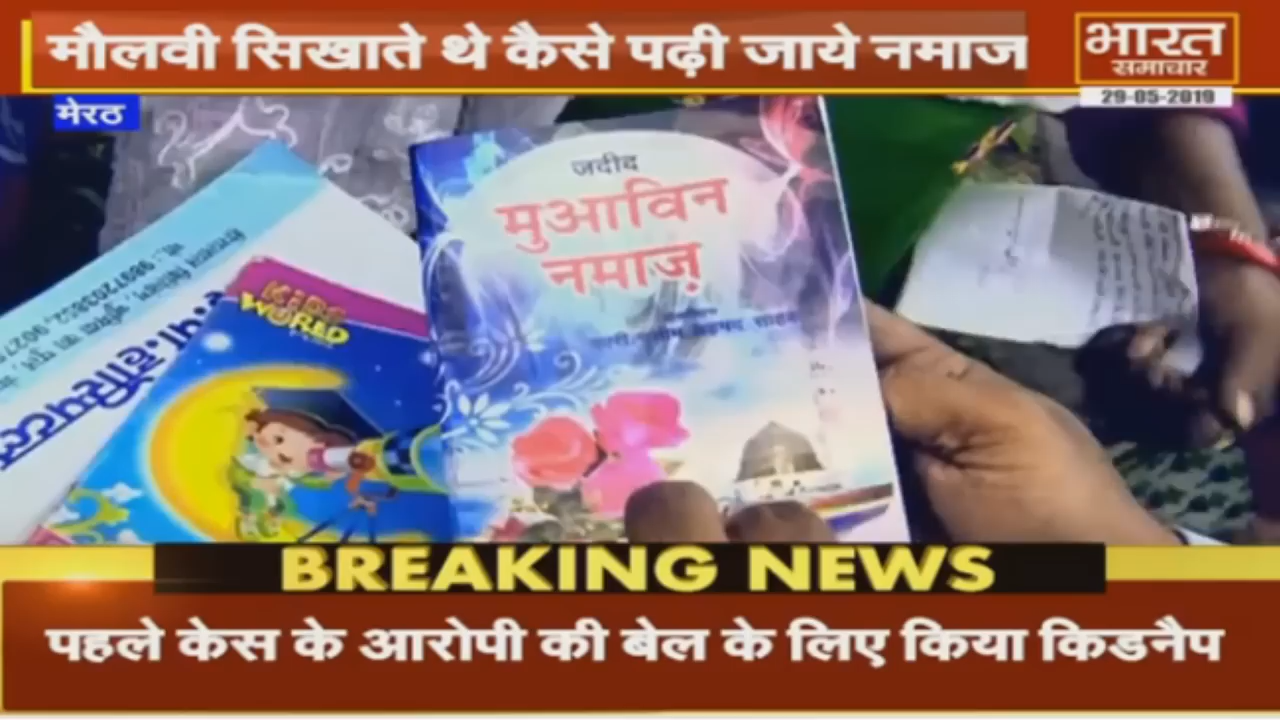 मौलवी सिखाते थे कैसे पढ़ी जाये नमाज
भारत
समाचार
29-05-2019
मेरठ
जदीद
मुआविन
नमाज़
KIDS
WORLD
हॉस्पिटल
BREAKING NEWS
पहले केस के आरोपी की बेल के लिए किया किडनैप